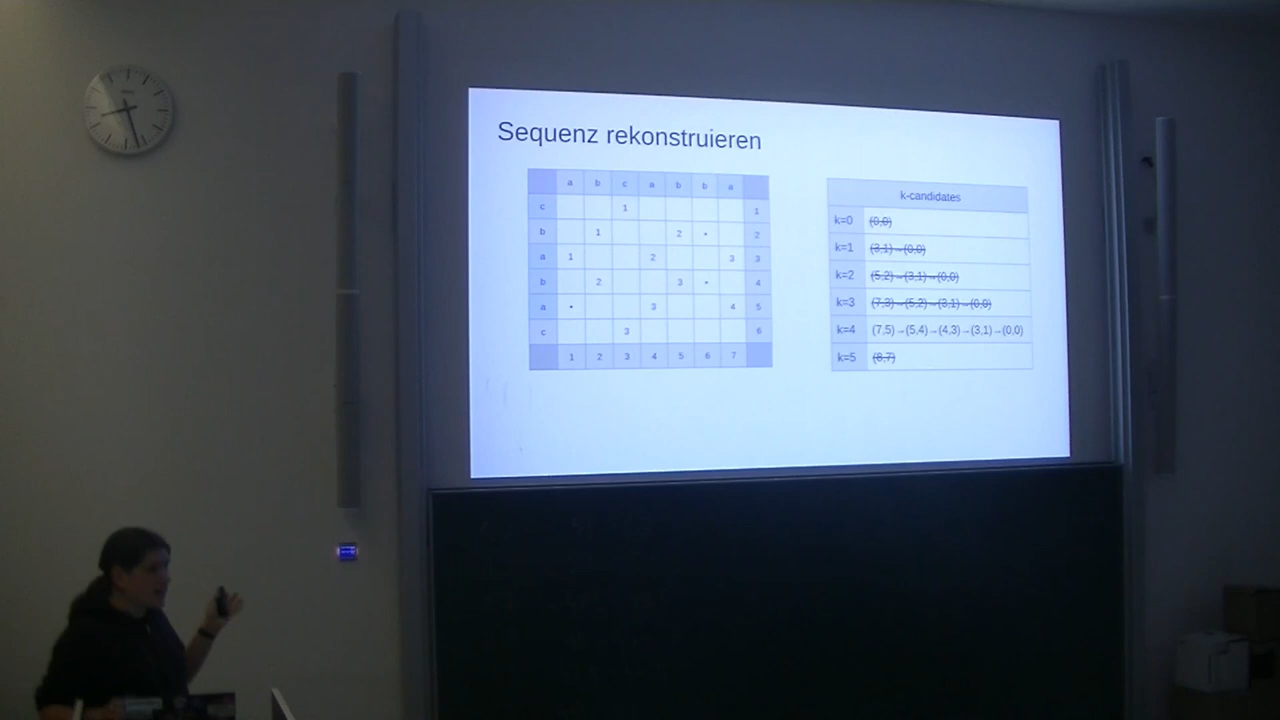 Sequenz rekonstruieren
a b c a b b a
c 1 1
b 1 2 • 2
a 1 2 3 3
b 2 3 • 4
a • 3 4 5
c 3 6
1 2 3 4 5 6 7
k-candidates
k=0 (0,0)
k=1 (3,1)→(0,0)
k=2 (5,2)→(3,1)→(0,0)
k=3 (7,3)→(5,2)→(3,1)→(0,0)
k=4 (7,5)→(5,4)→(4,3)→(3,1)→(0,0)
k=5 (8,7)